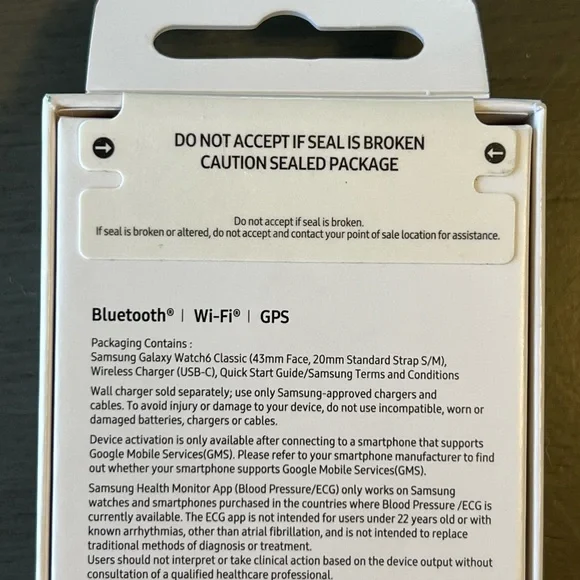 DO NOT ACCEPT IF SEAL IS BROKEN
CAUTION SEALED PACKAGE
Do not accept if seal is broken.
If seal is broken or altered, do not accept and contact your point of sale location for assistance.
Bluetooth® | Wi-Fi® | GPS
Packaging Contains :
Samsung Galaxy Watch6 Classic (43mm Face, 20mm Standard Strap S/M),
Wireless Charger (USB-C), Quick Start Guide/Samsung Terms and Conditions
Wall charger sold separately; use only Samsung-approved chargers and
cables. To avoid injury or damage to your device, do not use incompatible, worn or
damaged batteries, chargers or cables.
Device activation is only available after connecting to a smartphone that supports
Google Mobile Services(GMS). Please refer to your smartphone manufacturer to find
out whether your smartphone supports Google Mobile Services(GMS).
Samsung Health Monitor App (Blood Pressure/ECG) only works on Samsung
watches and smartphones purchased in the countries where Blood Pressure /ECG is
currently available. The ECG app is not intended for users under 22 years old or with
known arrhythmias, other than atrial fibrillation, and is not intended to replace
traditional methods of diagnosis or treatment.
Users should not interpret or take clinical action based on the device output without
consultation of a qualified healthcare professional.